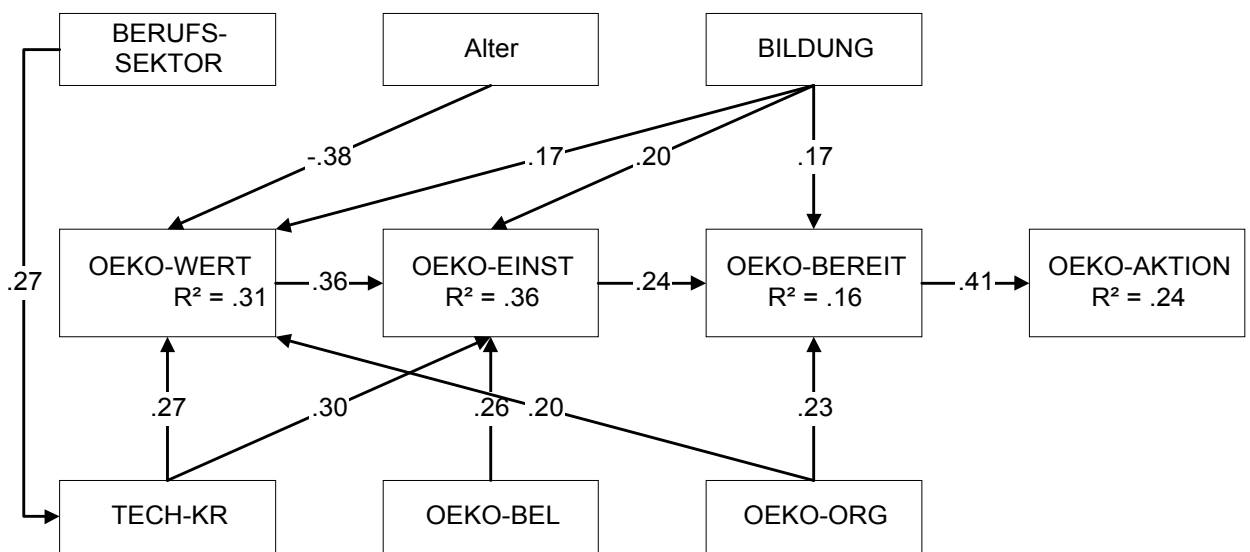 BERUFS-
SEKTOR
Alter
BILDUNG
-.38
.17
.20
.17
OEKO-WERT
R² = .31
.36
OEKO-EINST
R² = .36
.24
OEKO-BEREIT
R² = .16
.41
OEKO-AKTION
R² = .24
.27
.27
.30
.26
.20
.23
TECH-KR
OEKO-BEL
OEKO-ORG